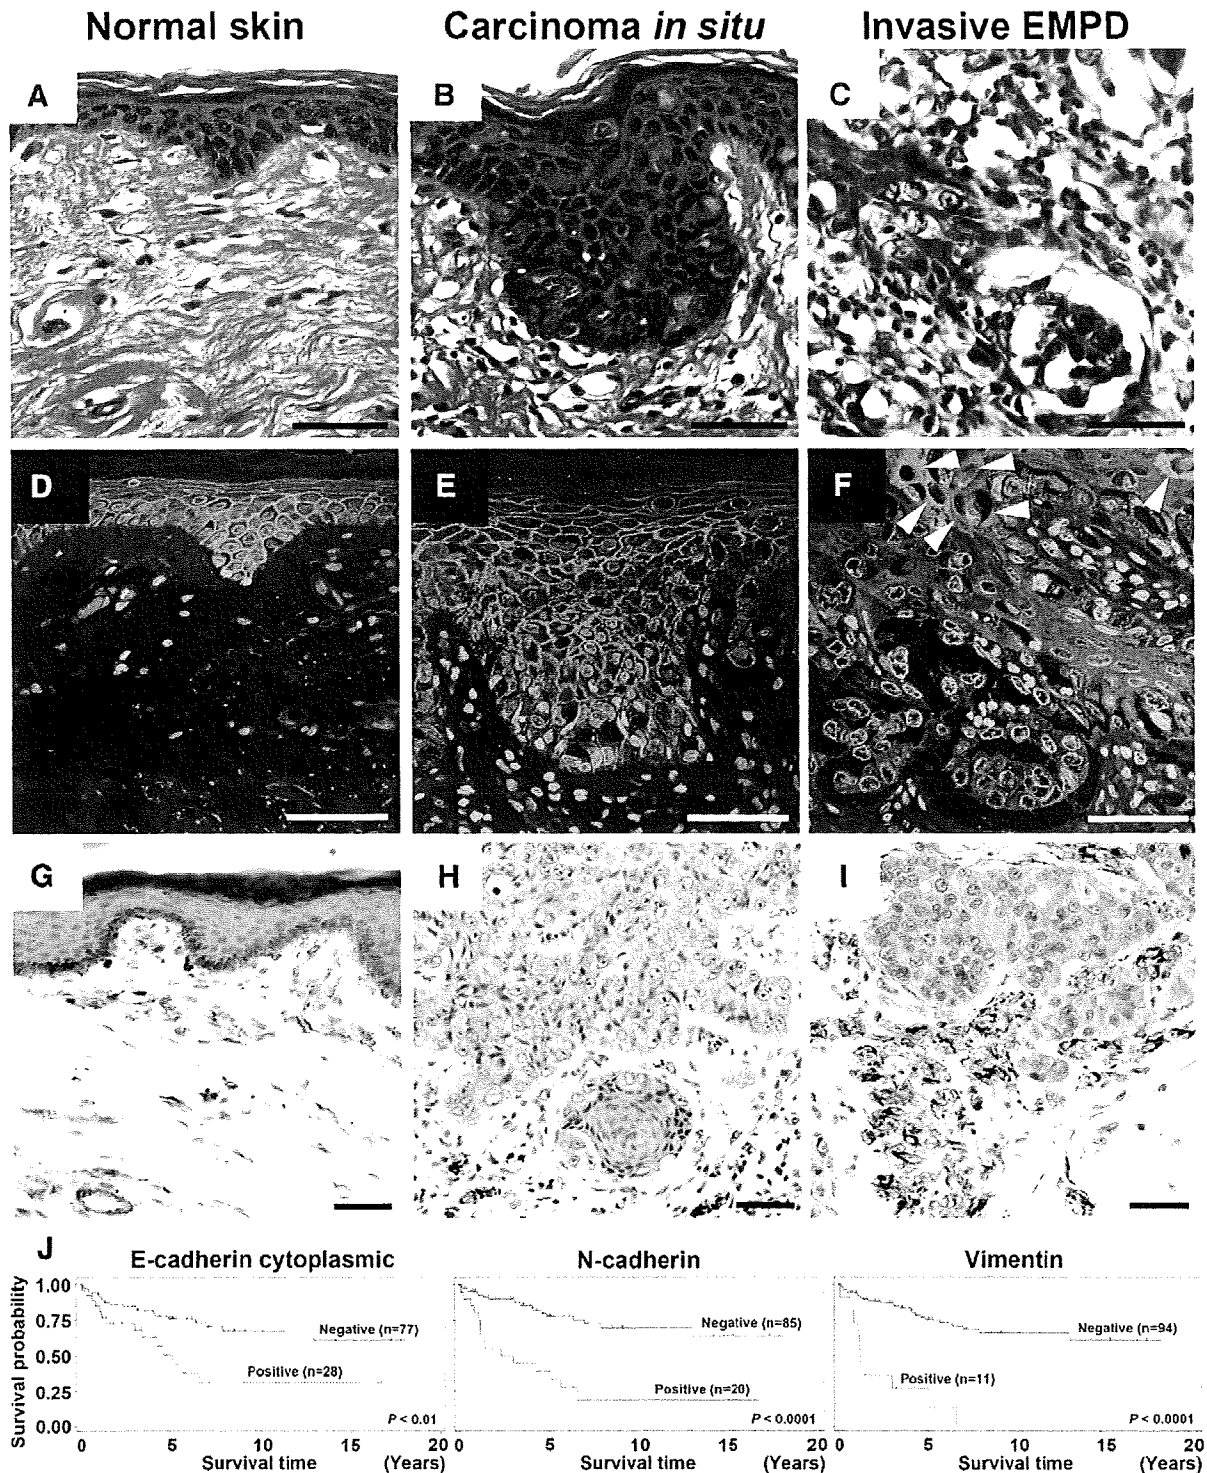 Normal skin
Carcinoma in situ
Invasive EMPD
A
B
C
D
E
F
G
H
I
J
E-cadherin cytoplasmic
N-cadherin
Vimentin
Survival probability
1.00
0.75
0.50
0.25
0.00
Negative (n=77)
Positive (n=28)
P < 0.01
0 5 10 15 20
Survival time (Years)
Negative (n=85)
Positive (n=20)
P < 0.0001
0 5 10 15 20
Survival time (Years)
Negative (n=94)
Positive (n=11)
P < 0.0001
0 5 10 15 20
Survival time (Years)